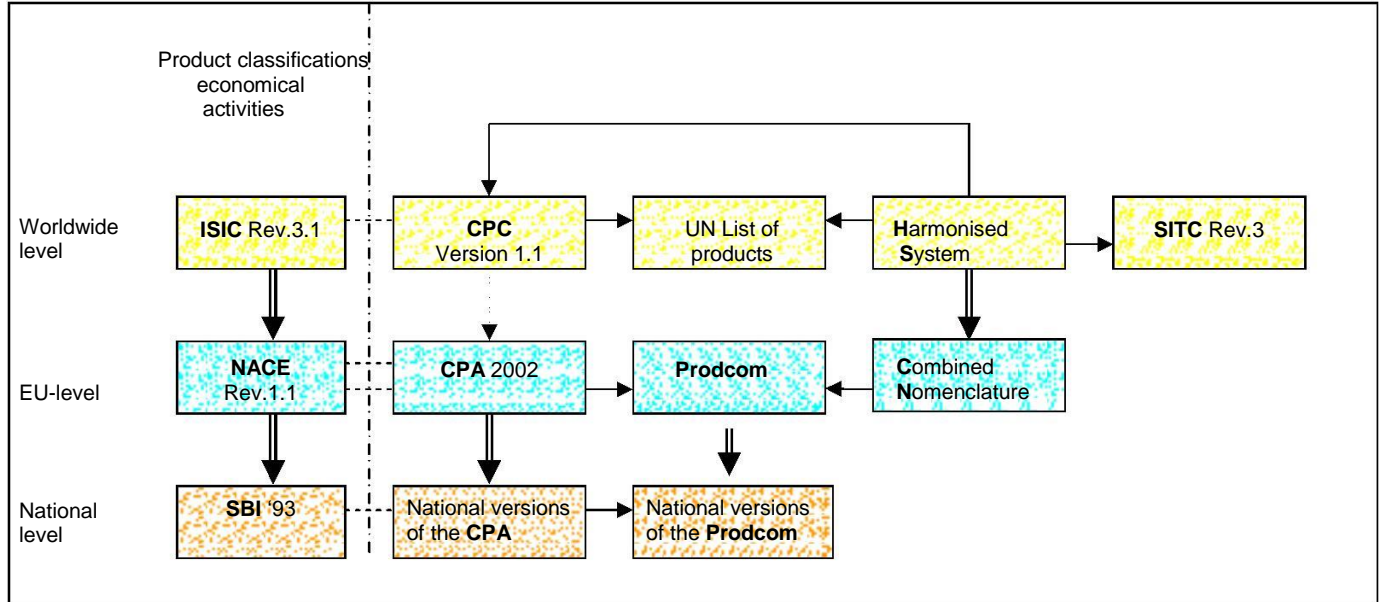 Product classifications
economical
activities
Worldwide
level
ISIC Rev.3.1
CPC
Version 1.1
UN List of
products
Harmonised
System
SITC Rev.3
EU-level
NACE
Rev.1.1
CPA 2002
Prodcom
Combined
Nomenclature
National
level
SBI '93
National versions
of the CPA
National versions
of the Prodcom